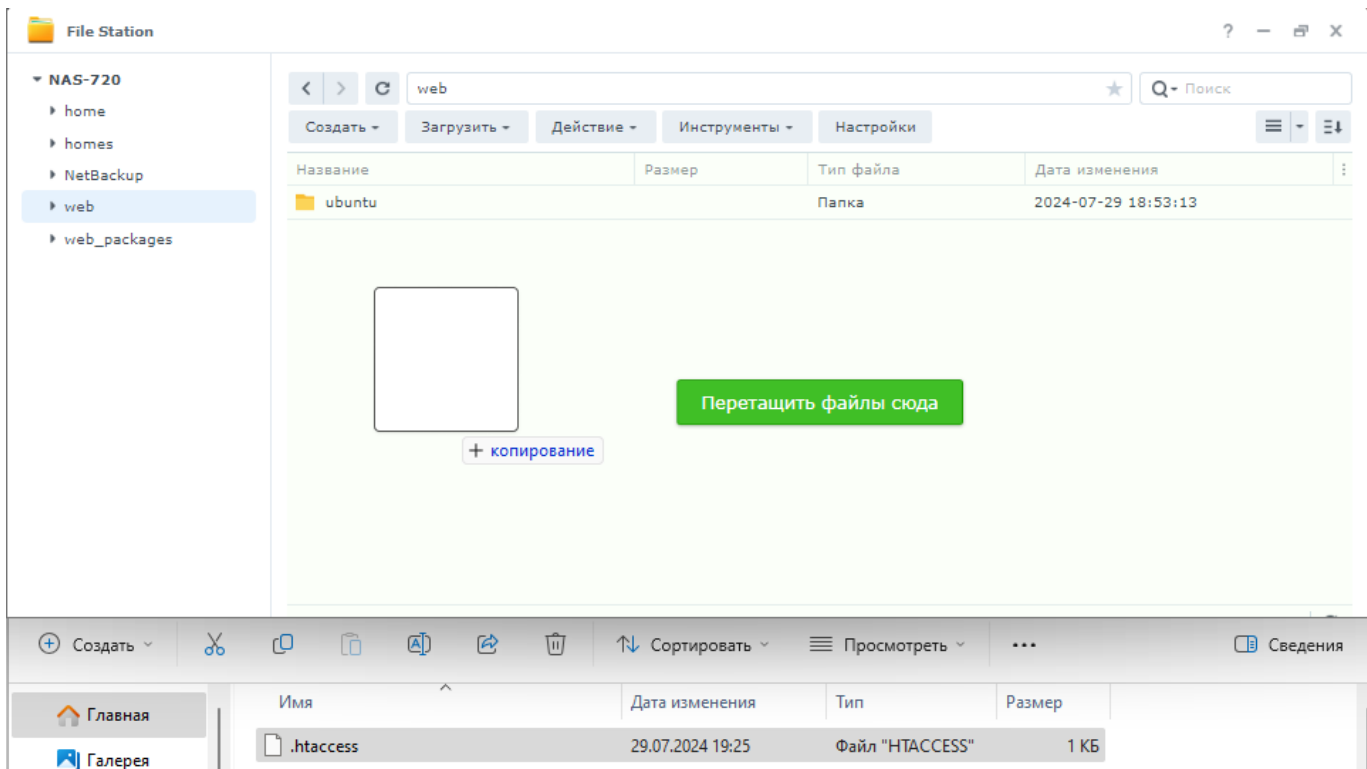 File Station
NAS-720
home
homes
NetBackup
web
web_packages
web
Поиск
Создать Загрузить Действие Инструменты Настройки
Название Размер Тип файла Дата изменения
ubuntu Папка 2024-07-29 18:53:13
Перетащить файлы сюда
+ копирование
Создать Сортировать Просмотреть ... Сведения
Главная
Галерея
Имя Дата изменения Тип Размер
.htaccess 29.07.2024 19:25 Файл "HTACCESS" 1 КБ